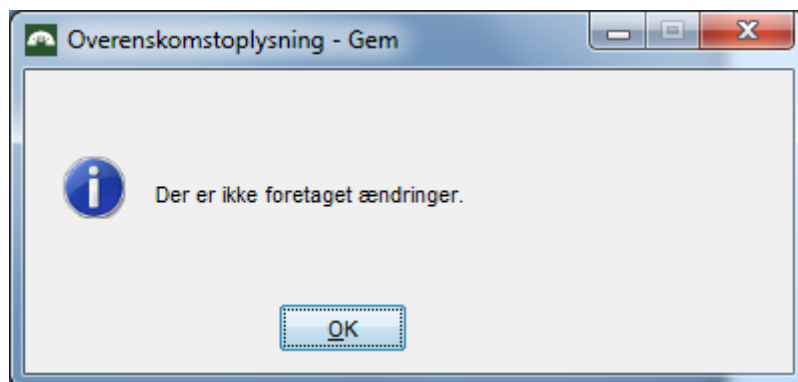 Overenskomstoplysning - Gem
Der er ikke foretaget ændringer.
OK